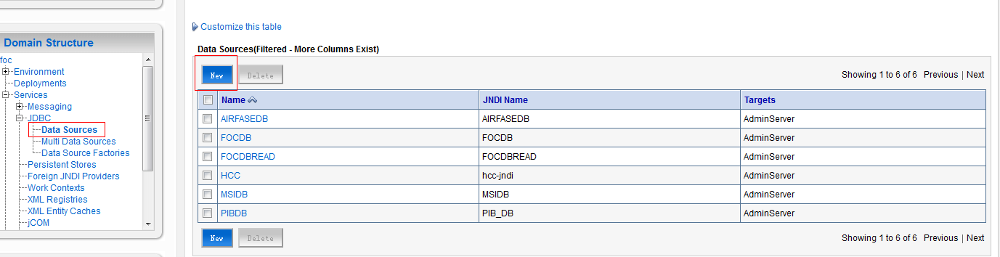 Domain Structure
foc
Environment
Deployments
Services
Messaging
JDBC
Data Sources
Multi Data Sources
Data Source Factories
Persistent Stores
Foreign JNDI Providers
Work Contexts
XML Registries
XML Entity Caches
jCOM
Customize this table
Data Sources(Filtered - More Columns Exist)
New Delete Showing 1 to 6 of 6 Previous | Next
Name JNDI Name Targets
AIRFASEDB AIRFASEDB AdminServer
FOCDB FOCDB AdminServer
FOCDBREAD FOCDBREAD AdminServer
HCC hcc-jndi AdminServer
MSIDB MSIDB AdminServer
PIBDB PIB_DB AdminServer
New Delete Showing 1 to 6 of 6 Previous | Next